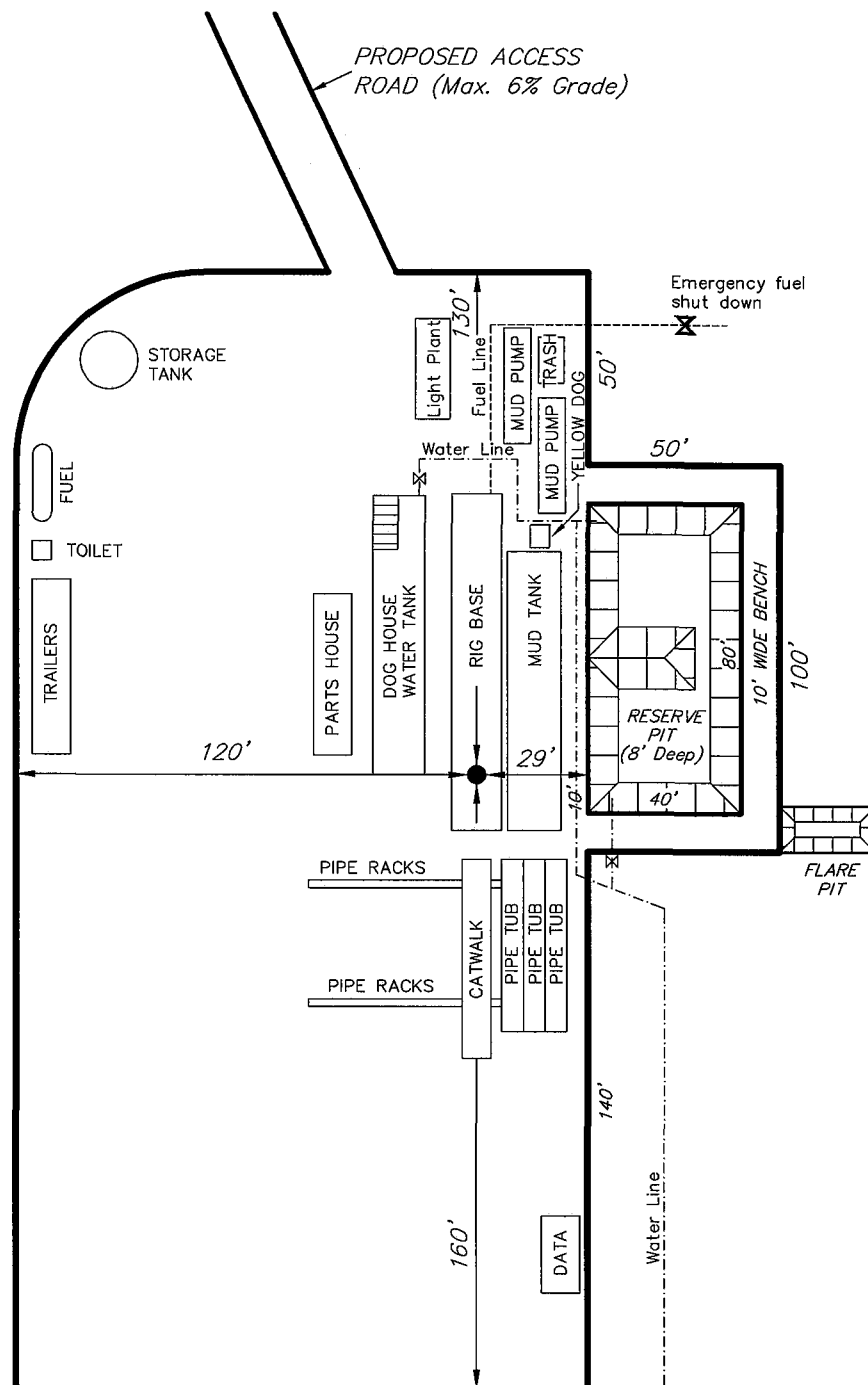 PROPOSED ACCESS
ROAD (Max. 6% Grade)
Emergency fuel
shut down
130'
50'
STORAGE
TANK
Light Plant
Fuel Line
MUD PUMP
TRASH
MUD PUMP
YELLOW DOG
Water Line
50'
FUEL
TOILET
TRAILERS
PARTS HOUSE
DOG HOUSE
WATER TANK
RIG BASE
MUD TANK
80'
10' WIDE BENCH
100'
RESERVE
PIT
(8' Deep)
120'
29'
10'
40'
FLARE
PIT
PIPE RACKS
CATWALK
PIPE TUB
PIPE TUB
PIPE TUB
PIPE RACKS
140'
160'
DATA
Water Line